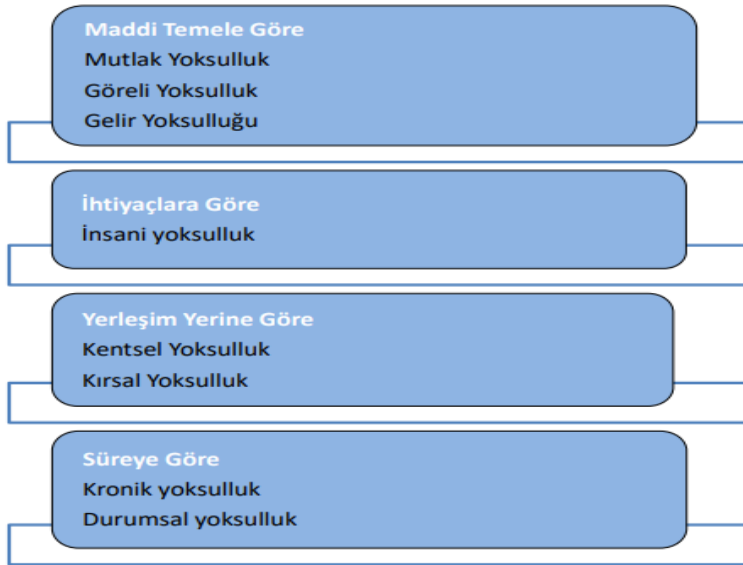 Maddi Temele Göre
Mutlak Yoksulluk
Göreli Yoksulluk
Gelir Yoksulluğu
İhtiyaçlara Göre
İnsani yoksulluk
Yerleşim Yerine Göre
Kentsel Yoksulluk
Kırsal Yoksulluk
Süreye Göre
Kronik yoksulluk
Durumsal yoksulluk